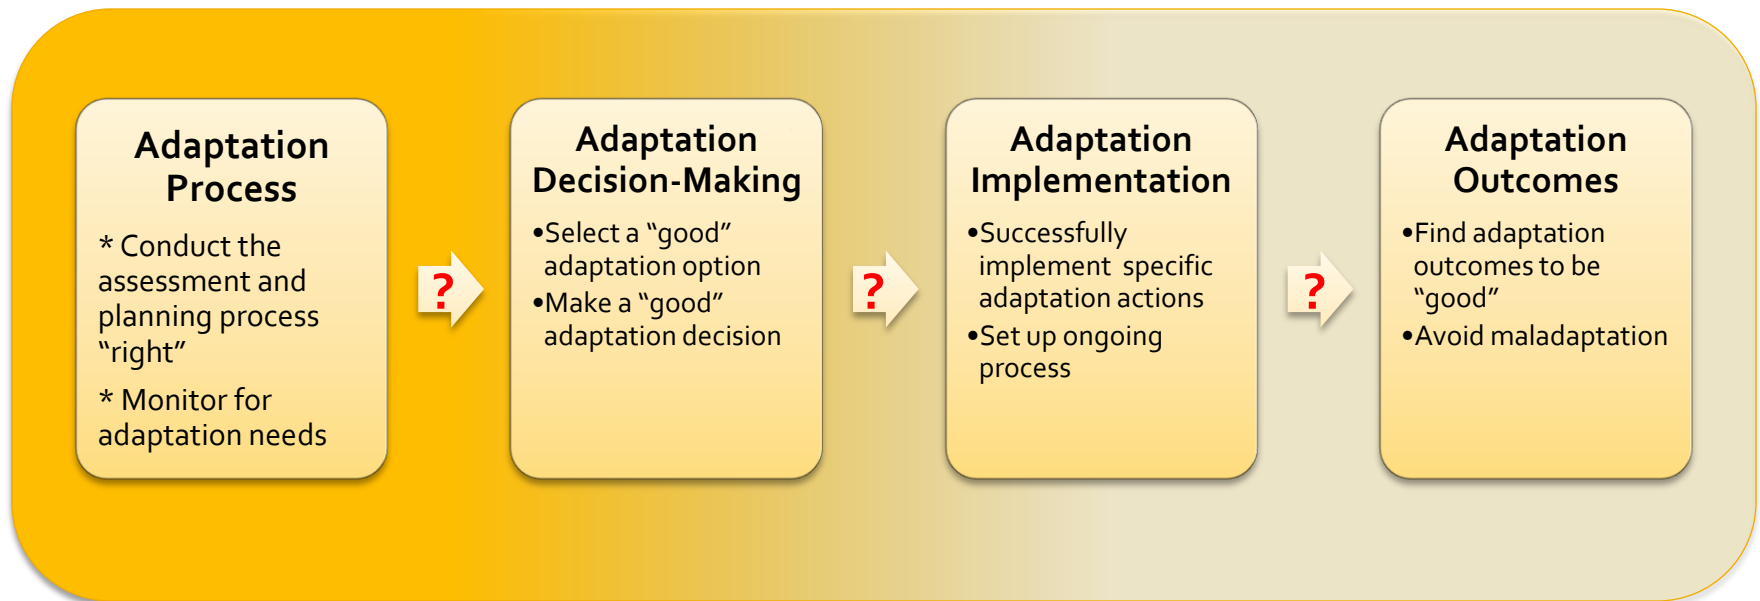 Adaptation
Process
* Conduct the
assessment and
planning process
“right”
* Monitor for
adaptation needs
?
Adaptation
Decision-Making
•Select a “good”
adaptation option
•Make a “good”
adaptation decision
?
Adaptation
Implementation
•Successfully
implement specific
adaptation actions
•Set up ongoing
process
?
Adaptation
Outcomes
•Find adaptation
outcomes to be
“good”
•Avoid maladaptation